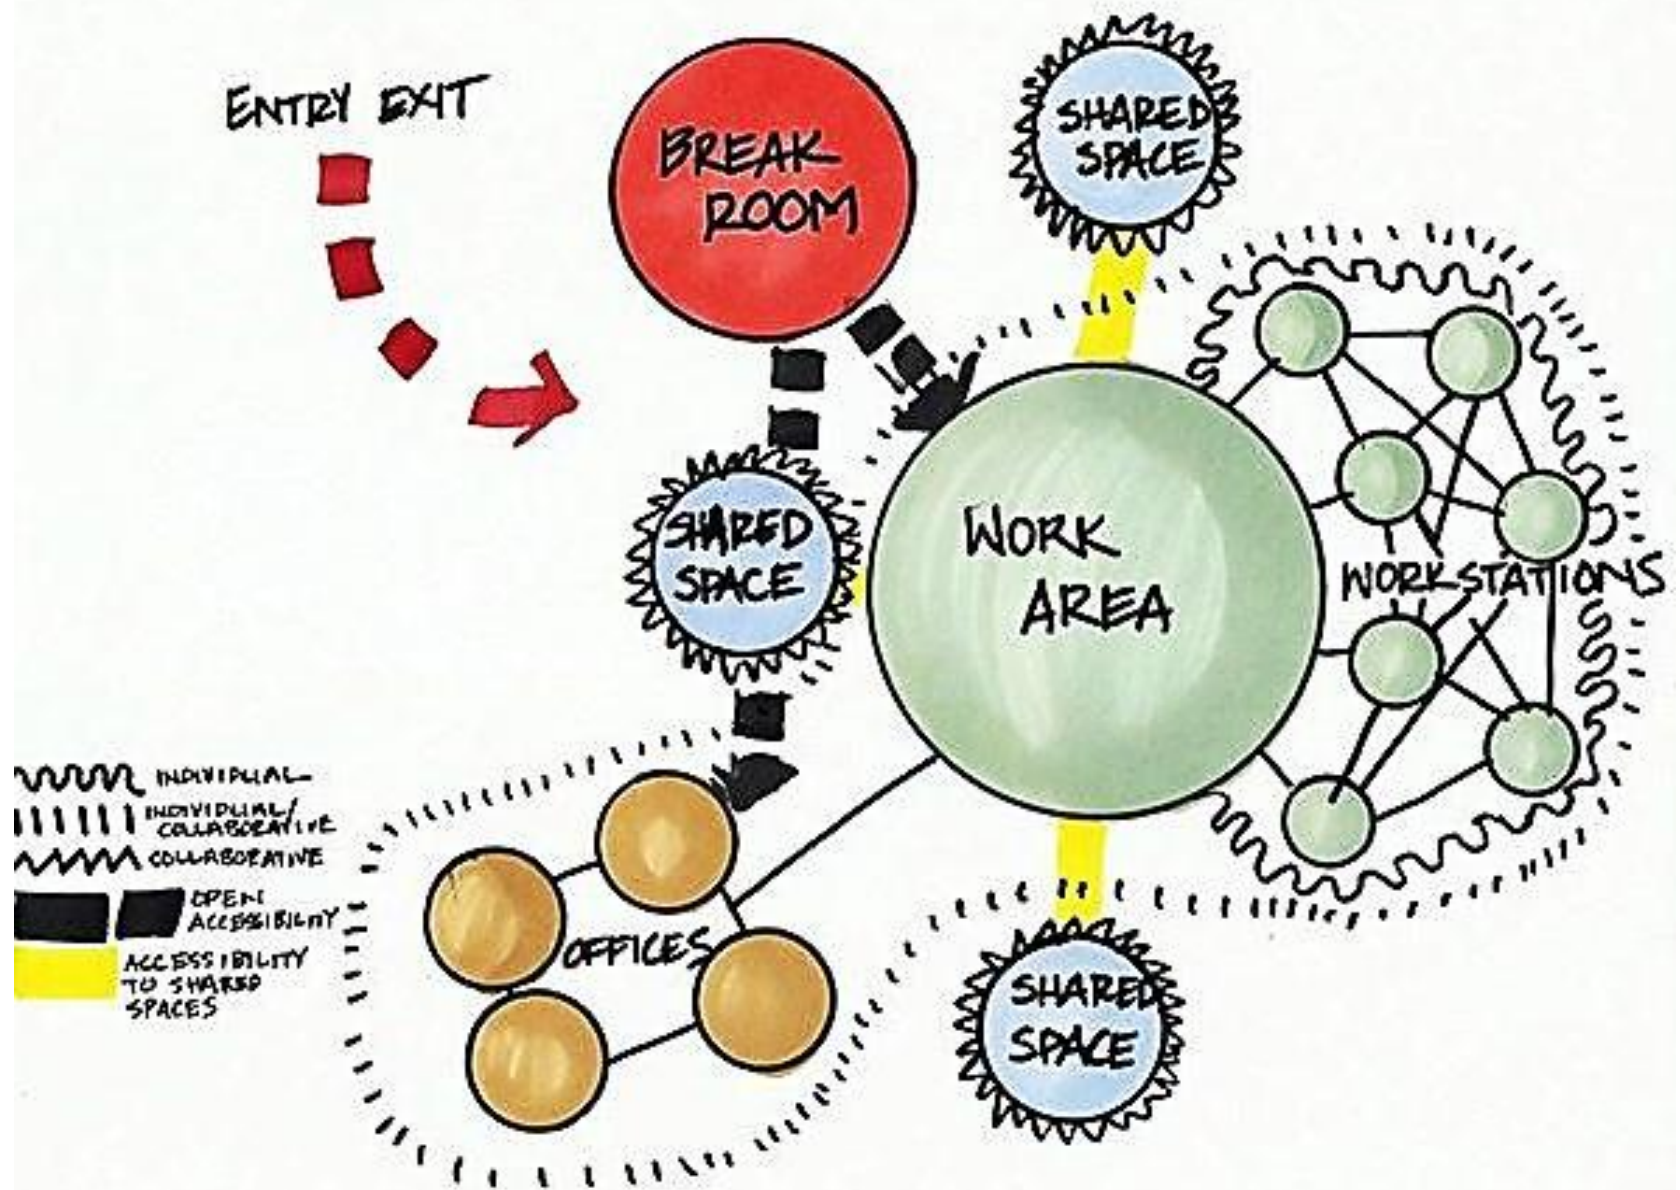 ENTRY EXIT
BREAK
ROOM
SHARED
SPACE
SHARED
SPACE
WORK
AREA
WORKSTATIONS
OFFICES
SHARED
SPACE
INDIVIDUAL
INDIVIDUAL/
COLLABORATIVE
COLLABORATIVE
OPEN
ACCESSIBILITY
ACCESSIBILITY
TO SHARED
SPACES